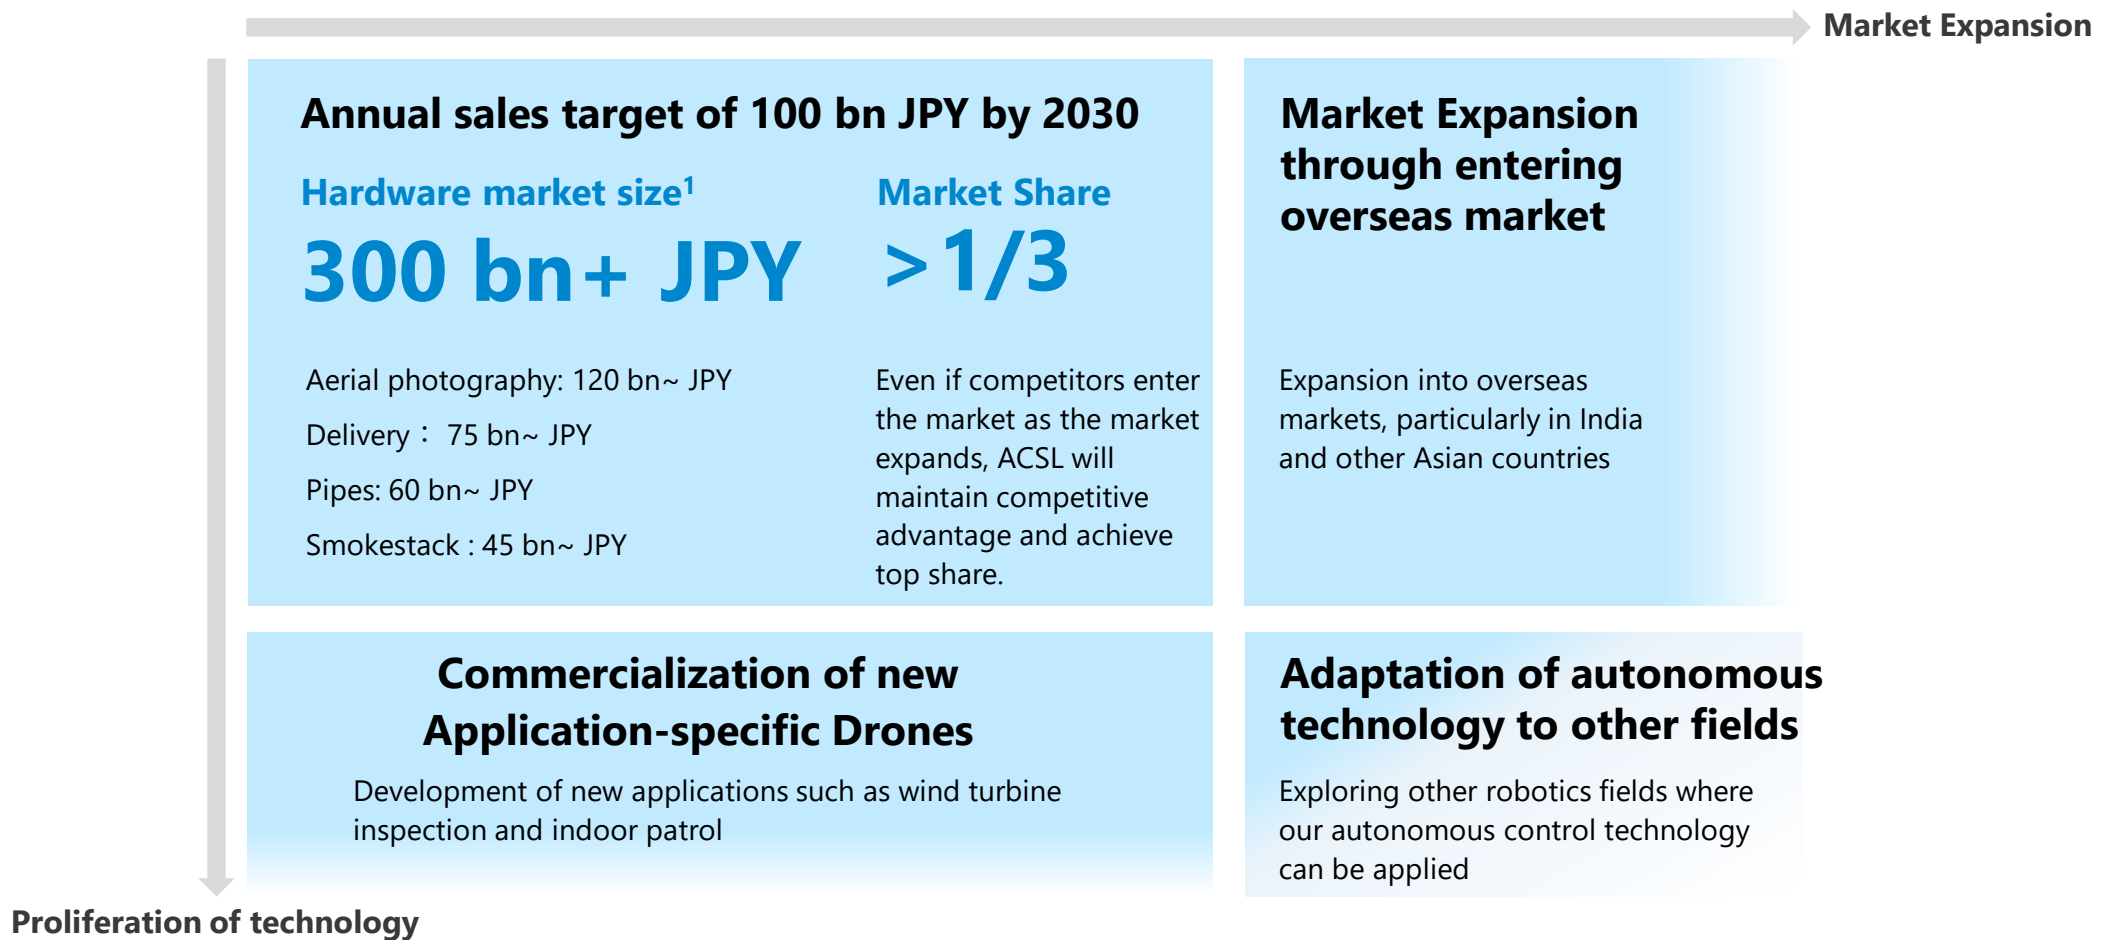 Market Expansion
Annual sales target of 100 bn JPY by 2030
Hardware market size¹
300 bn+ JPY
Aerial photography: 120 bn~ JPY
Delivery： 75 bn~ JPY
Pipes: 60 bn~ JPY
Smokestack : 45 bn~ JPY
Market Share
>1/3
Even if competitors enter
the market as the market
expands, ACSL will
maintain competitive
advantage and achieve
top share.
Market Expansion
through entering
overseas market
Expansion into overseas
markets, particularly in India
and other Asian countries
Commercialization of new
Application-specific Drones
Development of new applications such as wind turbine
inspection and indoor patrol
Adaptation of autonomous
technology to other fields
Exploring other robotics fields where
our autonomous control technology
can be applied
Proliferation of technology